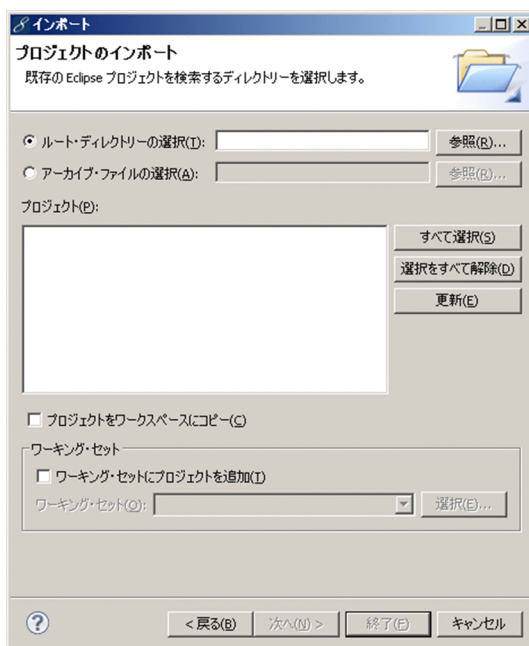 インポート
プロジェクトのインポート
既存の Eclipse プロジェクトを検索するディレクトリーを選択します。
ルート・ディレクトリーの選択(T):
参照(R)...
アーカイブ・ファイルの選択(A):
参照(R)...
プロジェクト(P):
すべて選択(S)
選択をすべて解除(D)
更新(E)
プロジェクトをワークスペースにコピー(C)
ワーキング・セット
ワーキング・セットにプロジェクトを追加(T)
ワーキング・セット(O):
選択(E)...
< 戻る(B)
次へ(N) >
終了(F)
キャンセル